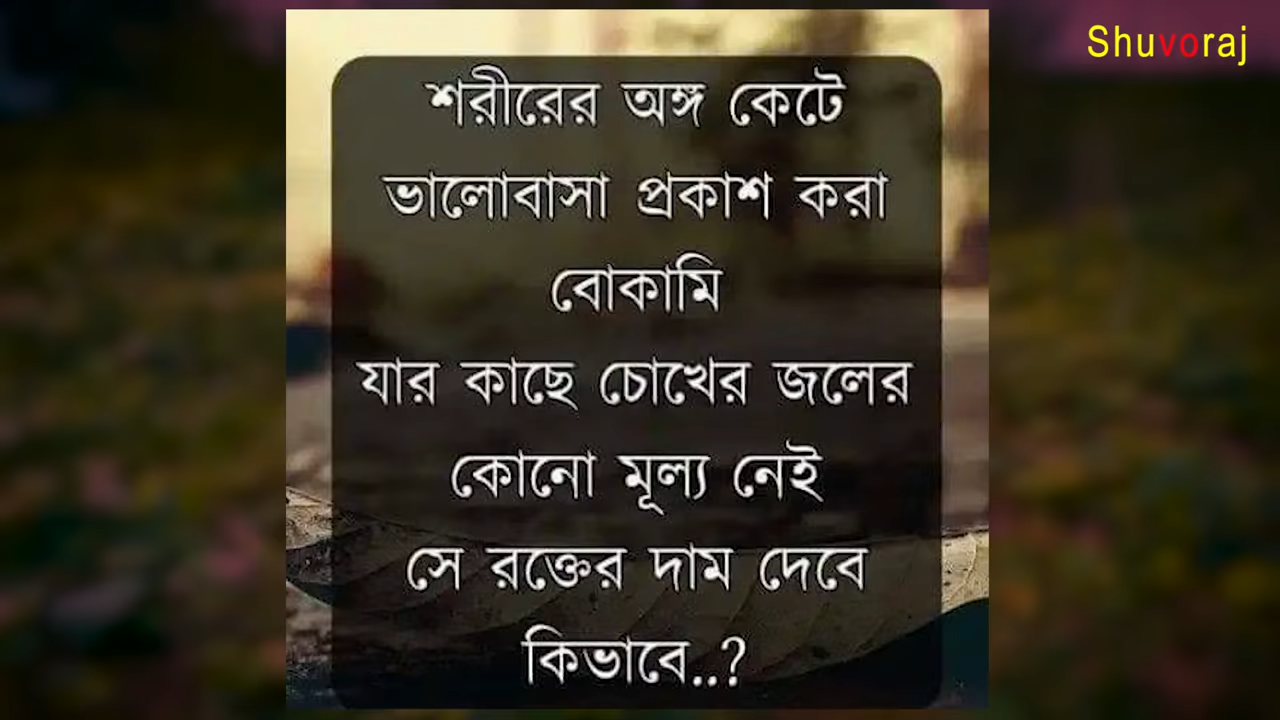 Shuvoraj
শরীরের অঙ্গ কেটে
ভালোবাসা প্রকাশ করা
বোকামি
যার কাছে চোখের জলের
কোনো মূল্য নেই
সে রক্তের দাম দেবে
কিভাবে..?